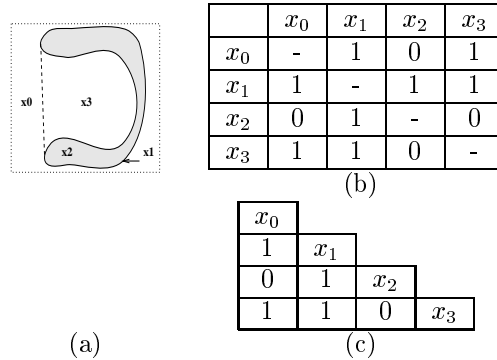 x0
x3
x2
x1
(a)
x₀ x₁ x₂ x₃
x₀ - 1 0 1
x₁ 1 - 1 1
x₂ 0 1 - 0
x₃ 1 1 0 -
(b)
x₀
1 x₁
0 1 x₂
1 1 0 x₃
(c)